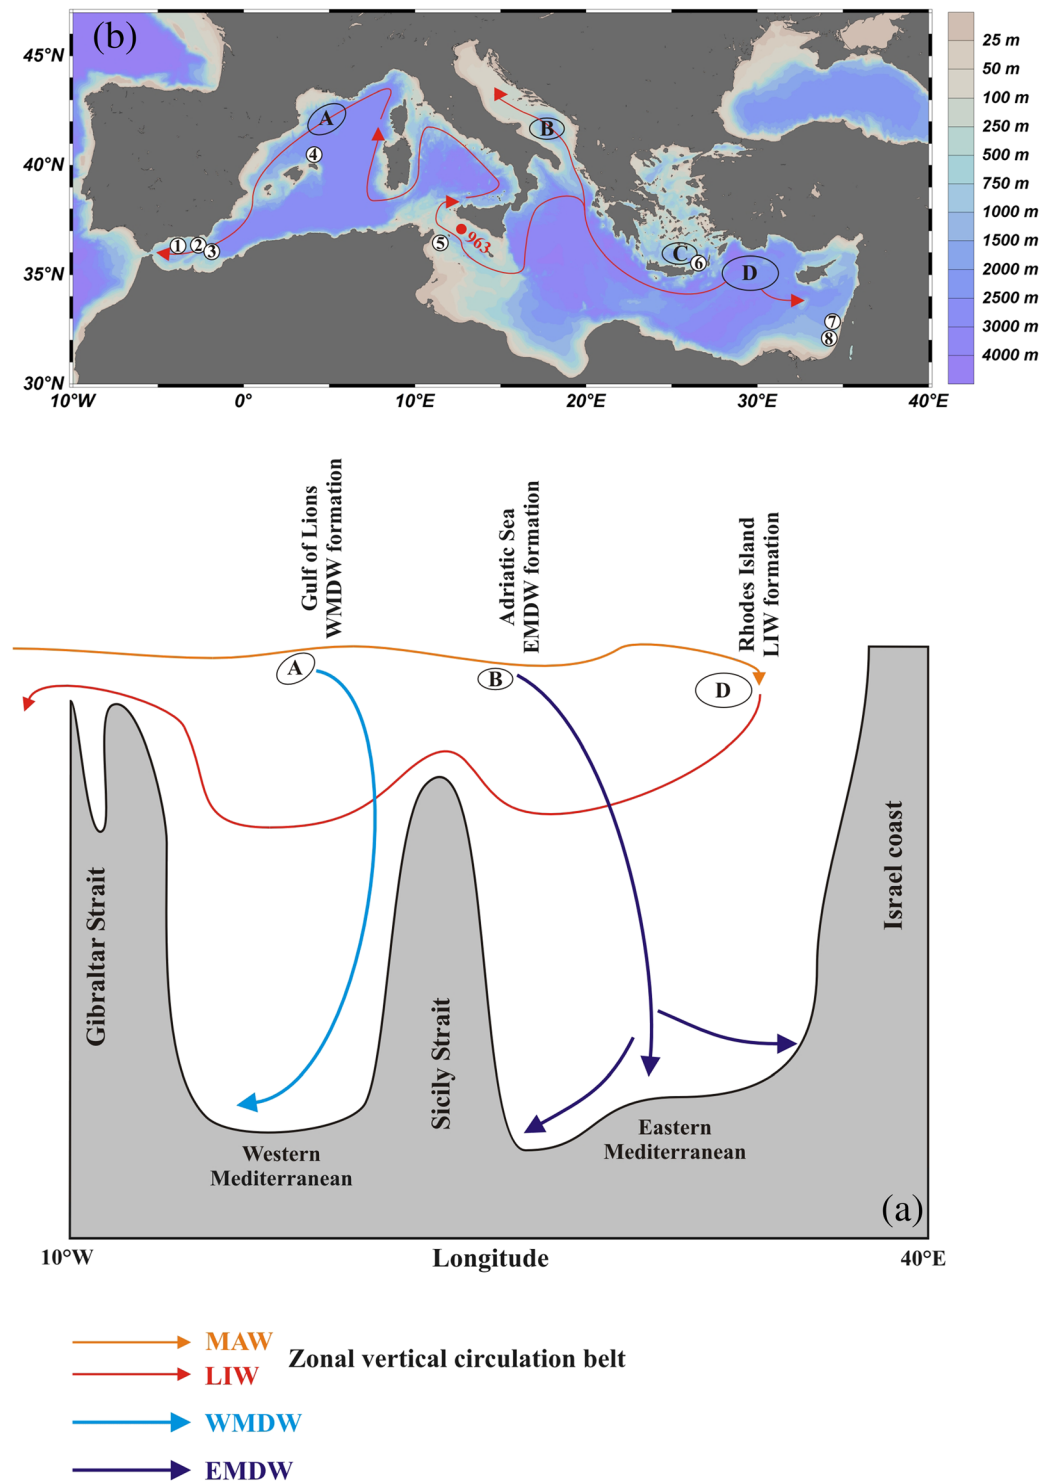 (b)
45°N
40°N
35°N
30°N
10°W
0°
10°E
20°E
30°E
40°E
A
B
C
D
1
2
3
4
5
6
7
8
963
25 m
50 m
100 m
250 m
500 m
750 m
1000 m
1500 m
2000 m
2500 m
3000 m
4000 m
Gulf of Lions
WMDW formation
Adriatic Sea
EMDW formation
Rhodes Island
LIW formation
A
B
D
Gibraltar Strait
Sicily Strait
Israel coast
Western
Mediterranean
Eastern
Mediterranean
(a)
10°W
Longitude
40°E
MAW
LIW
Zonal vertical circulation belt
WMDW
EMDW